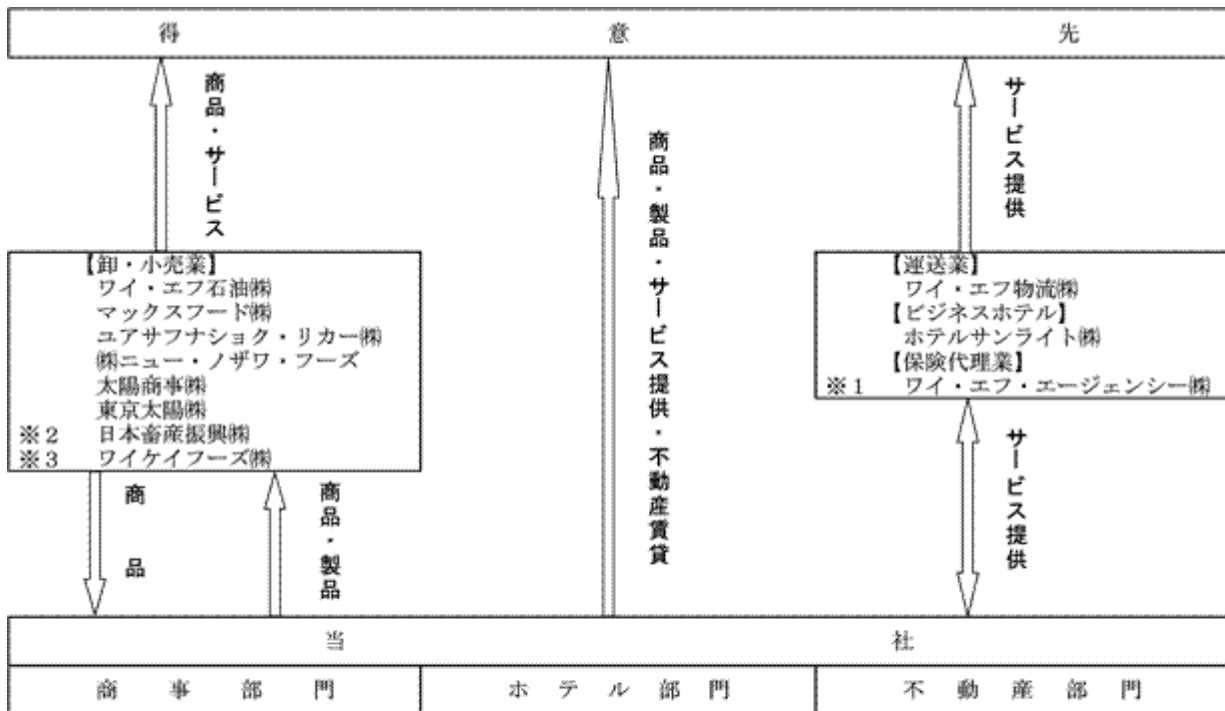 得意先
商品・サービス
商品・製品・サービス提供・不動産賃貸
サービス提供
【卸・小売業】
ワイ・エフ石油㈱
マックスフード㈱
ユアサフナショク・リカー㈱
㈱ニュー・ノザワ・フーズ
太陽商事㈱
東京太陽㈱
※2 日本畜産振興㈱
※3 ワイケイフーズ㈱
【運送業】
ワイ・エフ物流㈱
【ビジネスホテル】
ホテルサンライト㈱
【保険代理業】
※1 ワイ・エフ・エージェンシー㈱
商品
商品・製品
サービス提供
当社
商事部門
ホテル部門
不動産部門